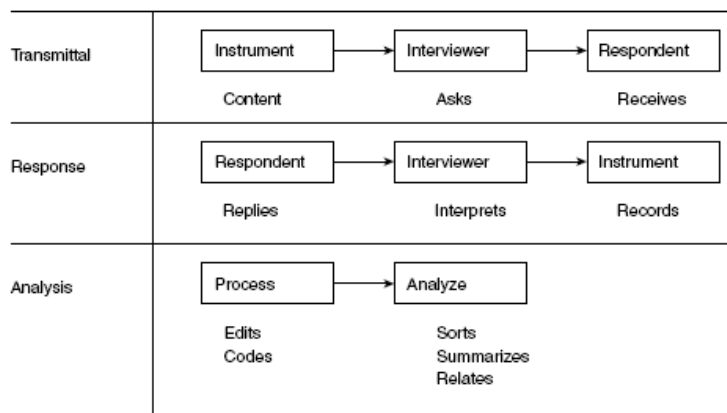 Transmittal
Instrument
Interviewer
Respondent
Content
Asks
Receives
Response
Respondent
Interviewer
Instrument
Replies
Interprets
Records
Analysis
Process
Analyze
Edits
Codes
Sorts
Summarizes
Relates